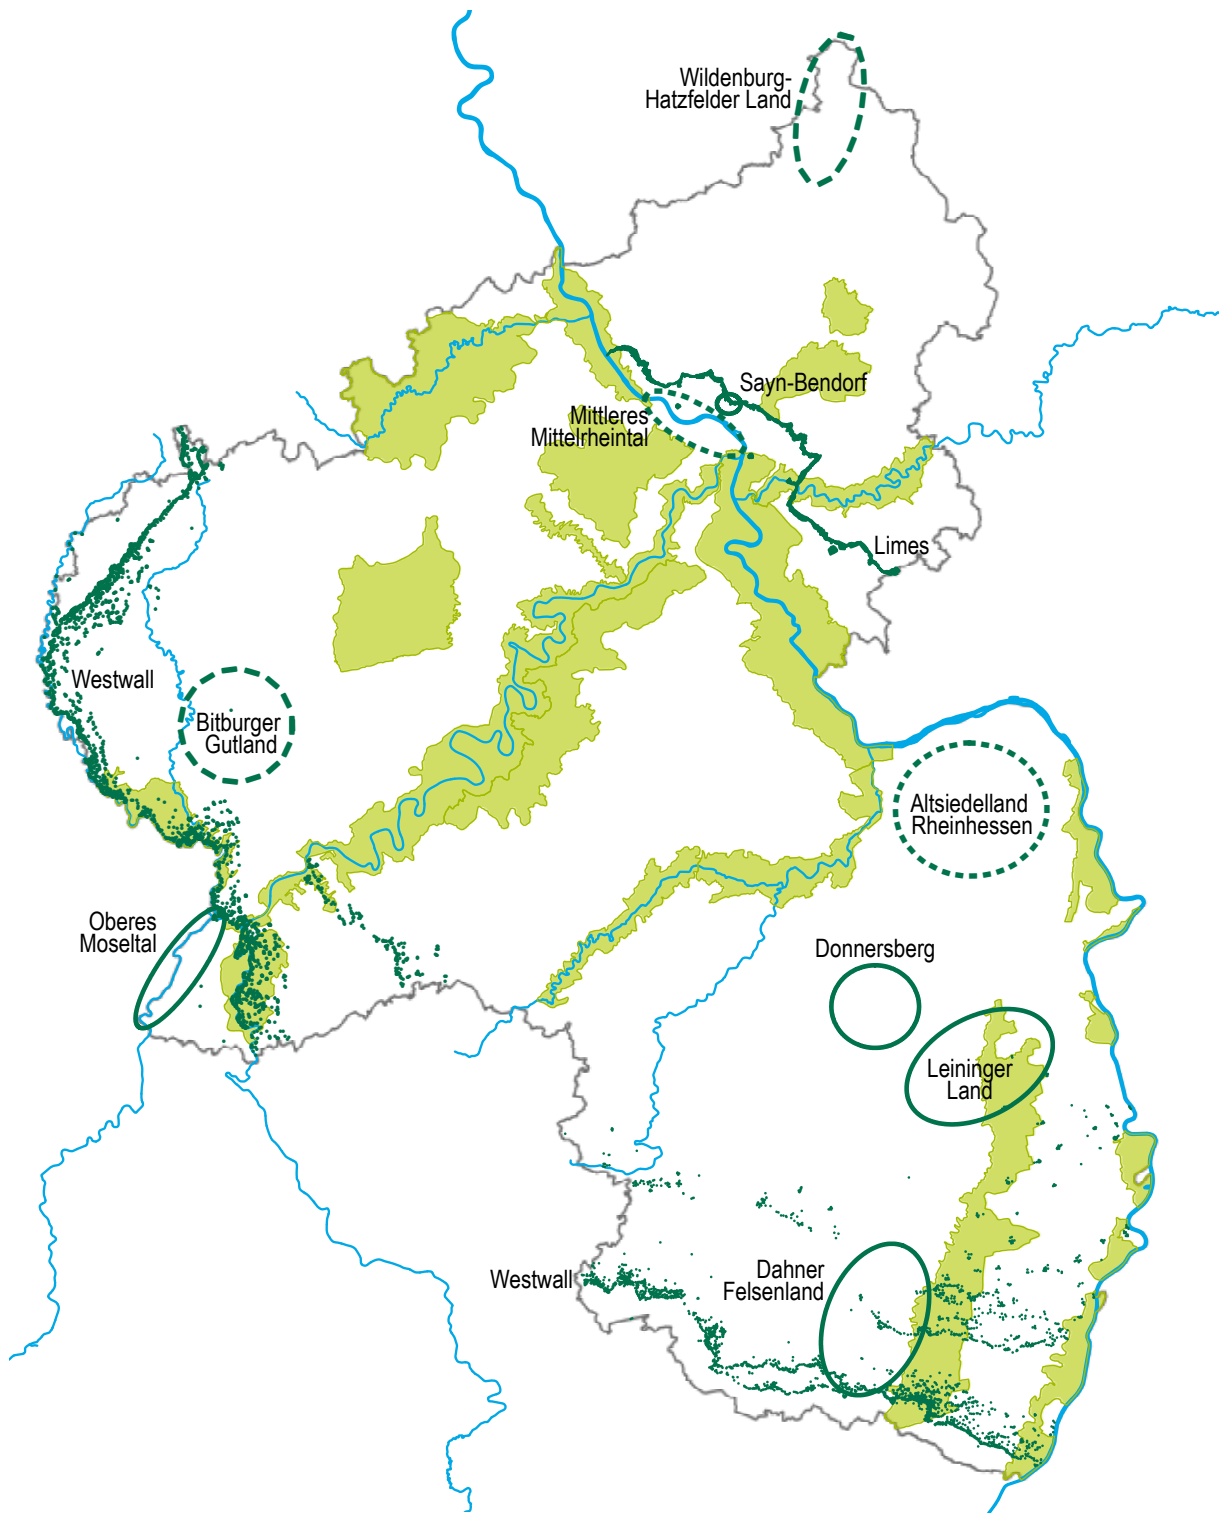 Wildenburg-
Hatzfelder Land
Sayn-Bendorf
Mittleres
Mittelrheintal
Limes
Westwall
Bitburger
Gutland
Altsiedelland
Rheinhessen
Oberes
Moseltal
Donnersberg
Leininger
Land
Westwall
Dahner
Felsenland